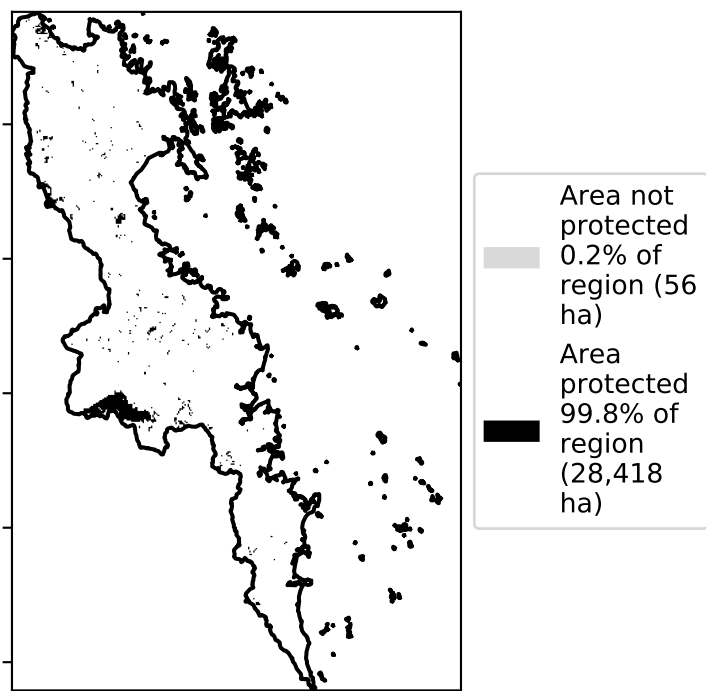 Area not
protected
0.2% of
region (56
ha)
Area
protected
99.8% of
region
(28,418
ha)